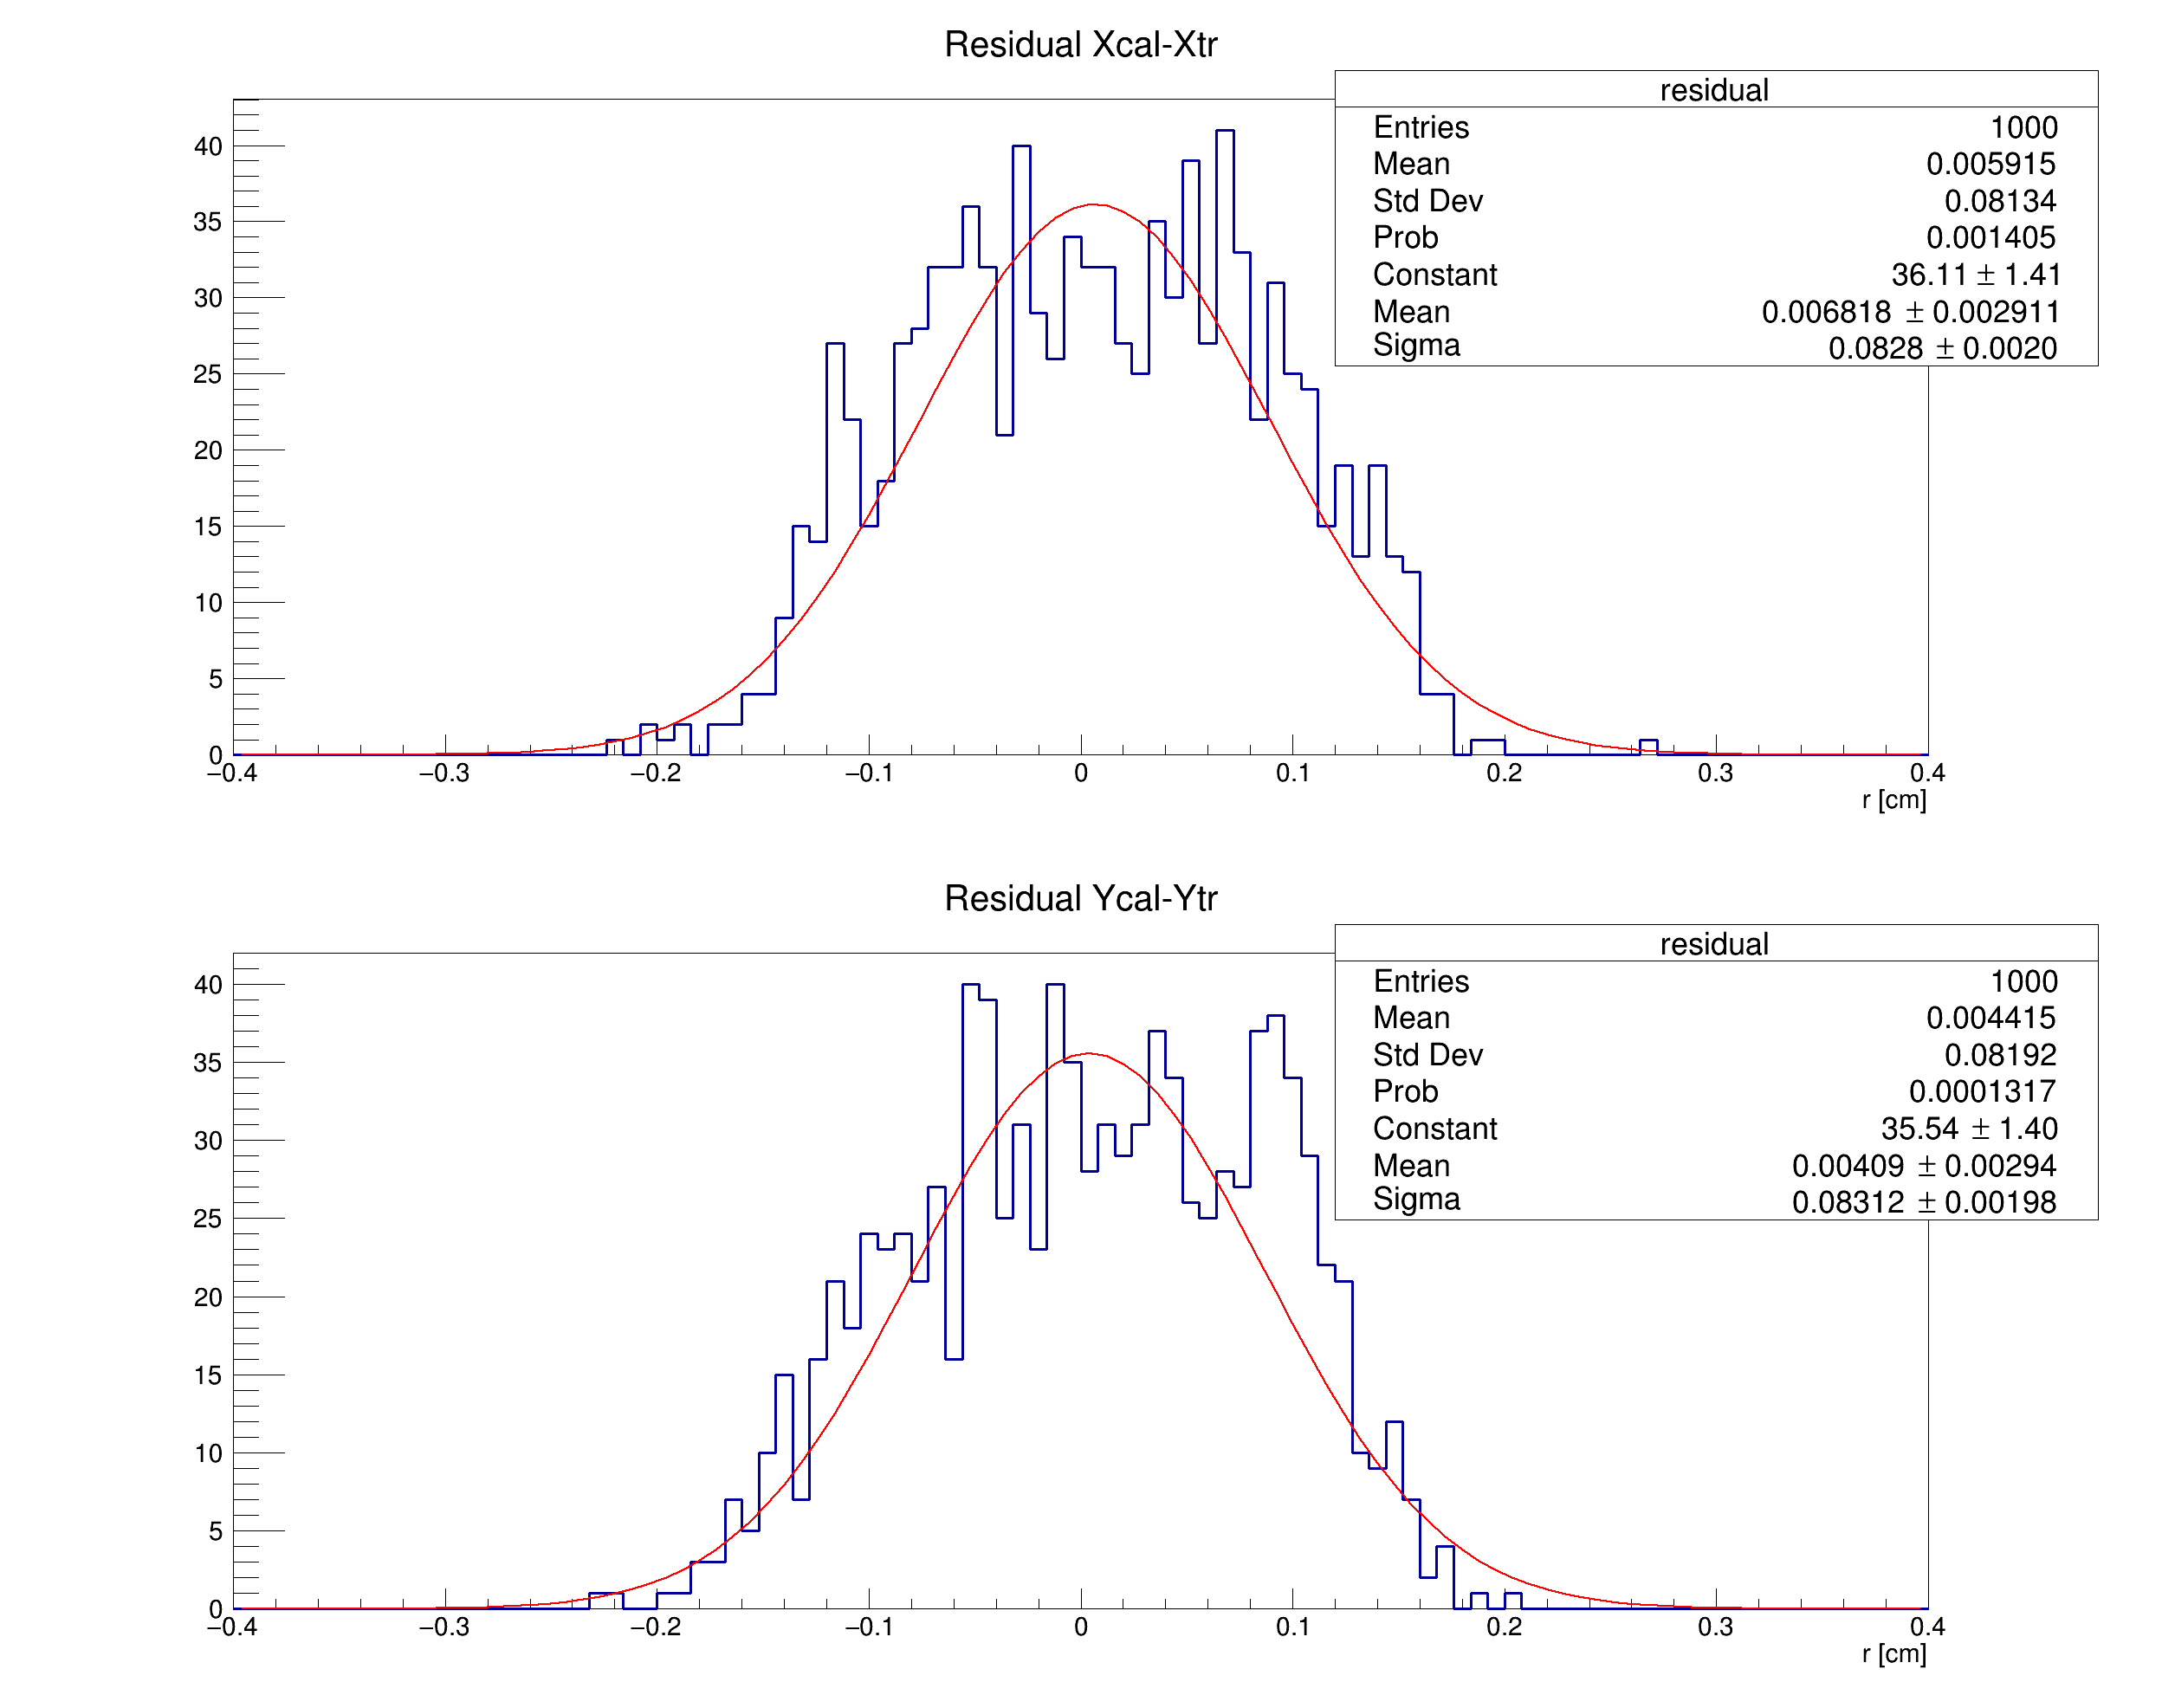 Residual Xcal-Xtr
residual
Entries 1000
Mean 0.005915
Std Dev 0.08134
Prob 0.001405
Constant 36.11 ± 1.41
Mean 0.006818 ± 0.002911
Sigma 0.0828 ± 0.0020
40
35
30
25
20
15
10
5
0
−0.4 −0.3 −0.2 −0.1 0 0.1 0.2 0.3 0.4
r [cm]
Residual Ycal-Ytr
residual
Entries 1000
Mean 0.004415
Std Dev 0.08192
Prob 0.0001317
Constant 35.54 ± 1.40
Mean 0.00409 ± 0.00294
Sigma 0.08312 ± 0.00198
40
35
30
25
20
15
10
5
0
−0.4 −0.3 −0.2 −0.1 0 0.1 0.2 0.3 0.4
r [cm]